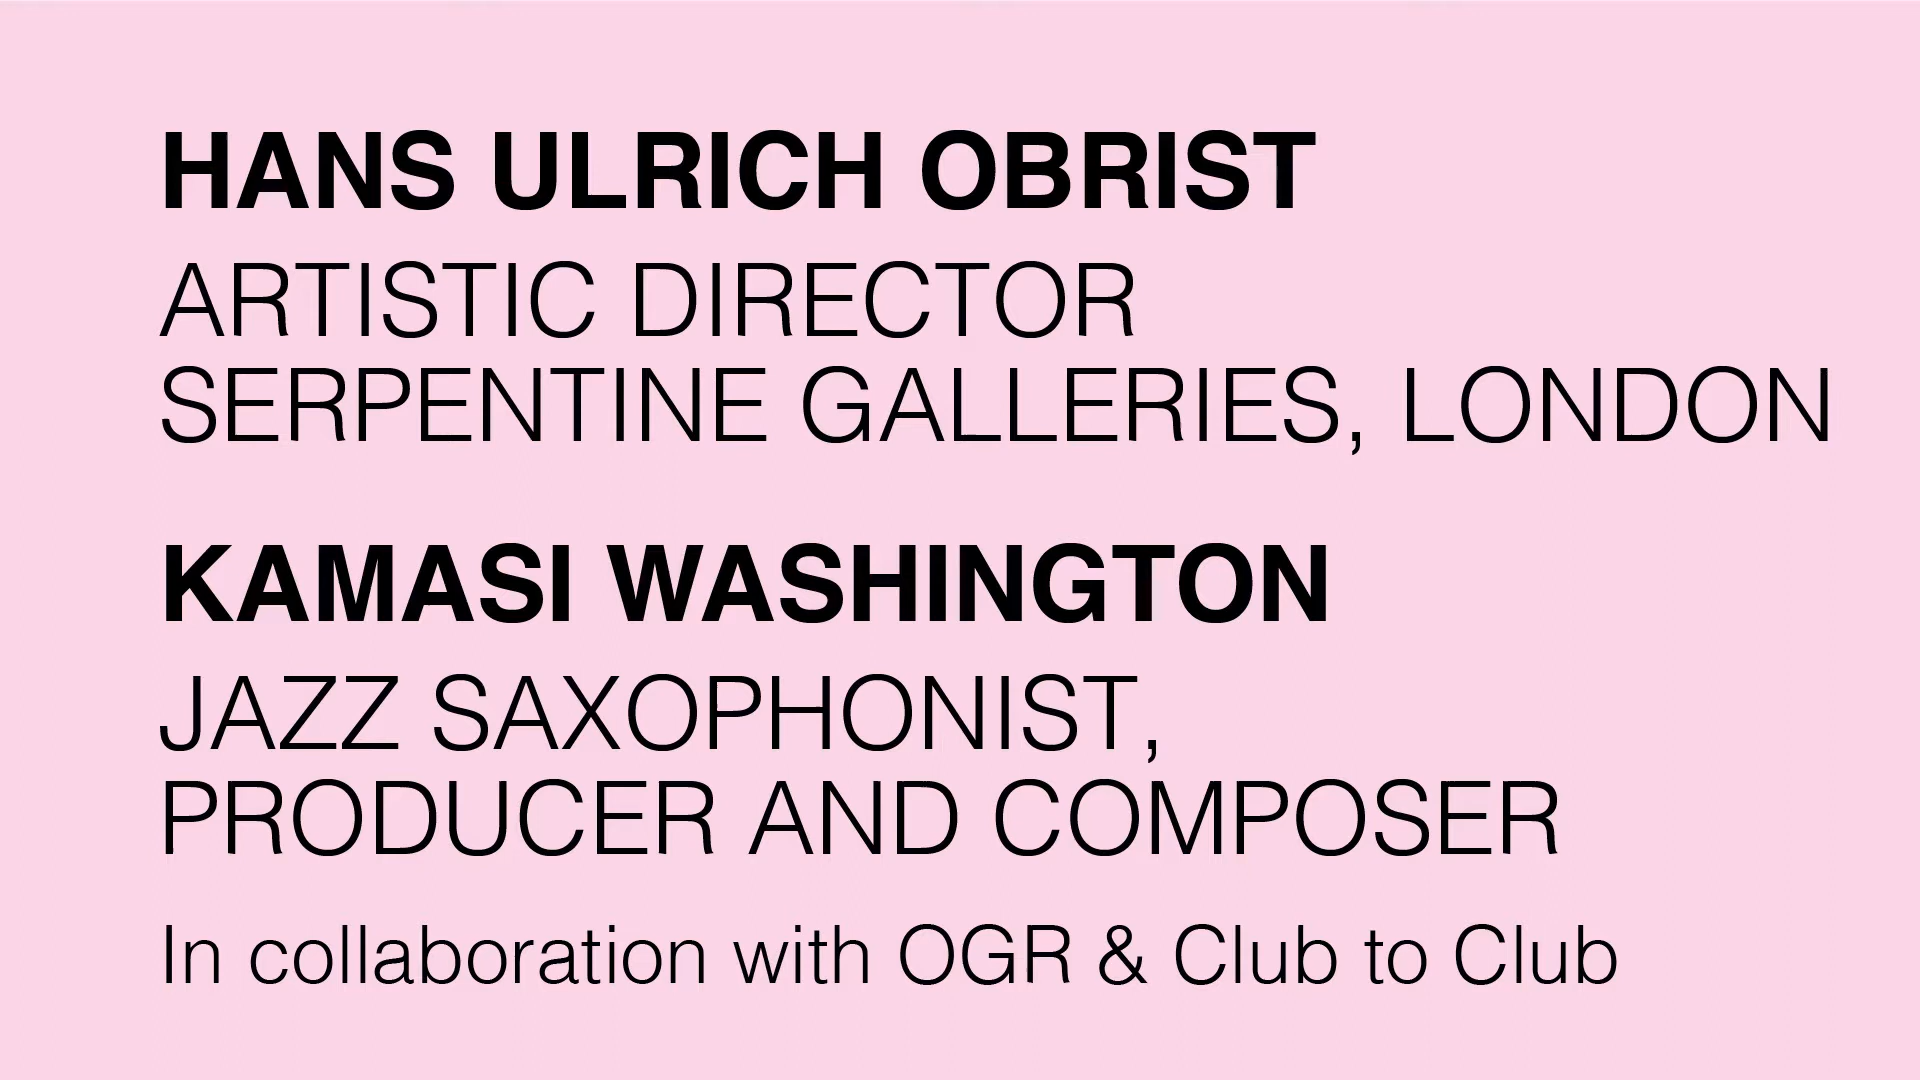 HANS ULRICH OBRIST
ARTISTIC DIRECTOR
SERPENTINE GALLERIES, LONDON
KAMASI WASHINGTON
JAZZ SAXOPHONIST,
PRODUCER AND COMPOSER
In collaboration with OGR & Club to Club